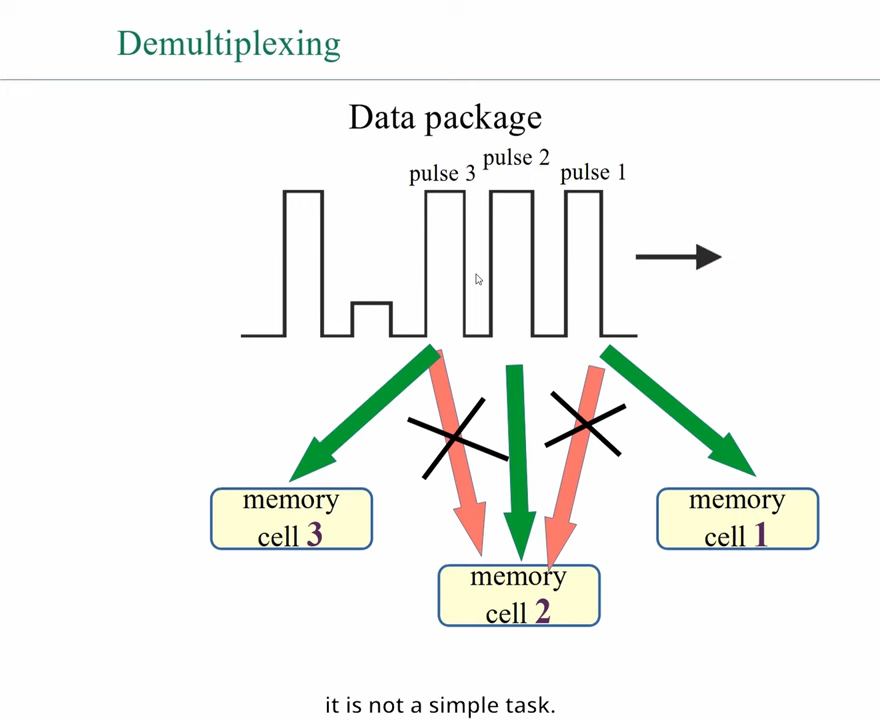 Demultiplexing
Data package
pulse 3 pulse 2 pulse 1
memory
cell 3
memory
cell 1
memory
cell 2
it is not a simple task.